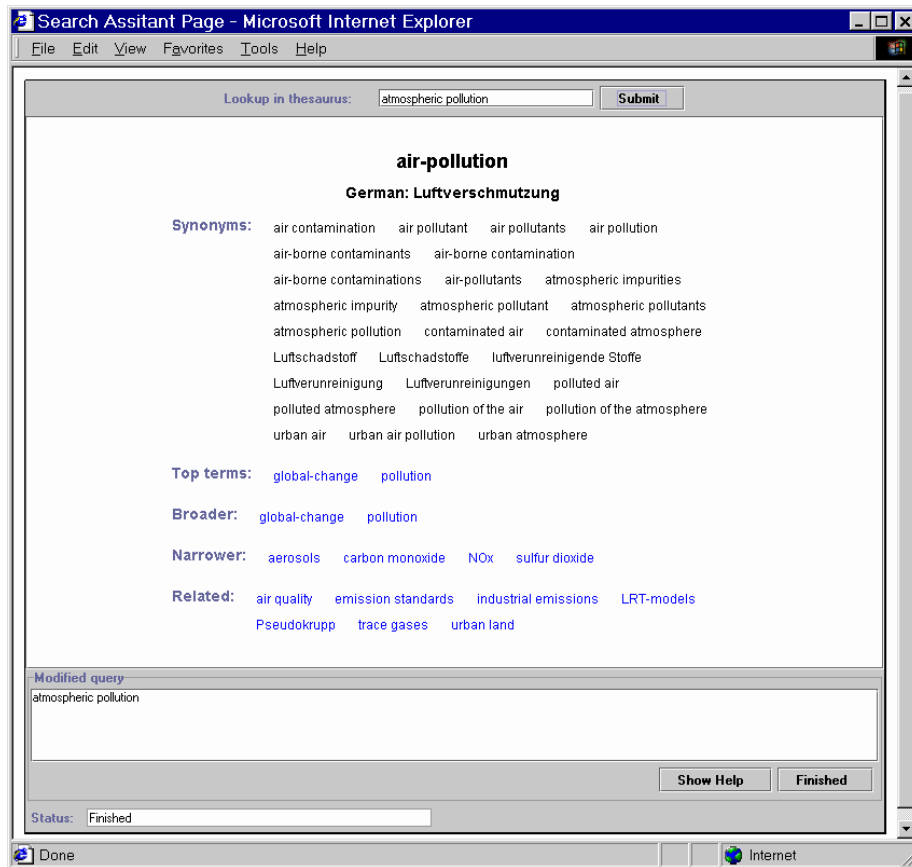 Search Assitant Page - Microsoft Internet Explorer
File Edit View Favorites Tools Help
Lookup in thesaurus: atmospheric pollution Submit
air-pollution
German: Luftverschmutzung
Synonyms: air contamination air pollutant air pollutants air pollution
air-borne contaminants air-borne contamination
air-borne contaminations air-pollutants atmospheric impurities
atmospheric impurity atmospheric pollutant atmospheric pollutants
atmospheric pollution contaminated air contaminated atmosphere
Luftschadstoff Luftschadstoffe luftverunreinigende Stoffe
Luftverunreinigung Luftverunreinigungen polluted air
polluted atmosphere pollution of the air pollution of the atmosphere
urban air urban air pollution urban atmosphere
Top terms: global-change pollution
Broader: global-change pollution
Narrower: aerosols carbon monoxide NOx sulfur dioxide
Related: air quality emission standards industrial emissions LRT-models
Pseudokrupp trace gases urban land
Modified query
atmospheric pollution
Show Help Finished
Status: Finished
Done Internet